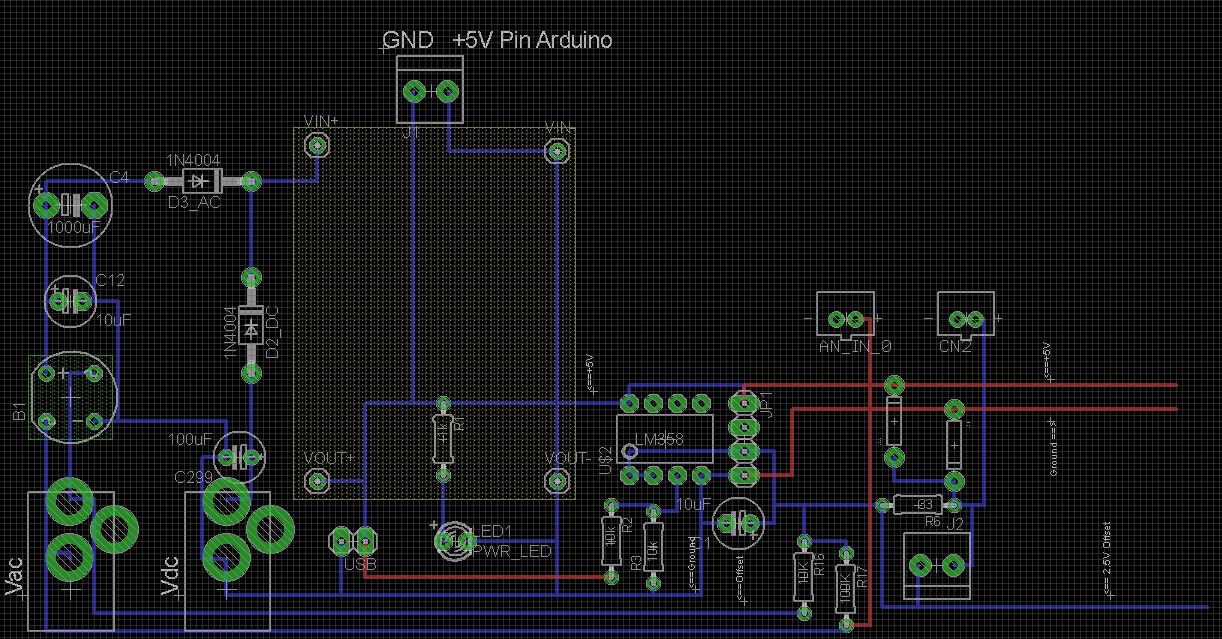 GND +5V Pin Arduino
J1
VIN+
VIN-
1N4004
D3_AC
C4
1000uF
C12
10uF
1N4004
D2_DC
B1
100uF
C299
VOUT+
VOUT-
R1
1k
<==+5V
LM358
U$2
JP1
AN_IN_0
CN2
<==+5V
Ground ==>
10uF
R2
10k
R3
10k
<==Ground
<==Offset
LED1
PWR_LED
USB
Vac
Vdc
R16
10K
R17
100K
R6
J2
<== 2.5V Offset